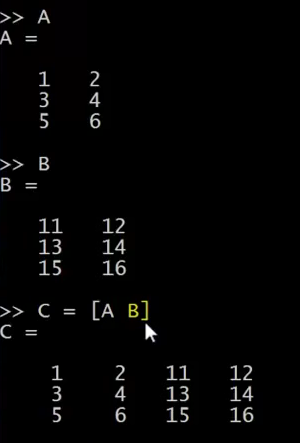 >> A
A =
1 2
3 4
5 6
>> B
B =
11 12
13 14
15 16
>> C = [A B]
C =
1 2 11 12
3 4 13 14
5 6 15 16